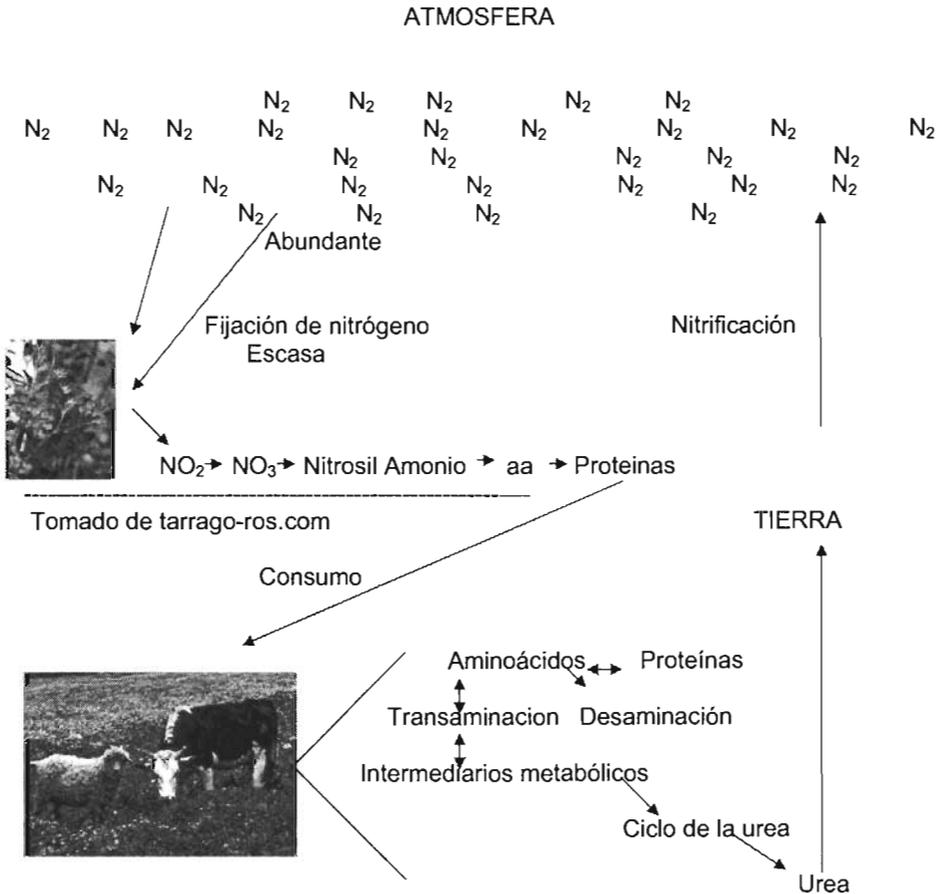 ATMOSFERA
N₂ N₂ N₂ N₂ N₂
N₂ N₂ N₂ N₂ N₂ N₂ N₂ N₂ N₂
N₂ N₂ N₂ N₂ N₂
N₂ N₂ N₂ N₂ N₂ N₂ N₂
N₂ N₂ N₂ N₂
Abundante
Fijación de nitrógeno
Escasa
Nitrificación
NO₂ NO₃ Nitrosil Amonio aa Proteinas
Tomado de tarrago-ros.com
TIERRA
Consumo
Aminoácidos Proteínas
Transaminacion Desaminación
Intermediarios metabólicos
Ciclo de la urea
Urea